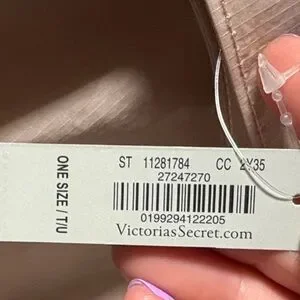 ONE SIZE / T/U
ST 11281784 CC 2Y35
27247270
0199294122205
VictoriasSecret.com